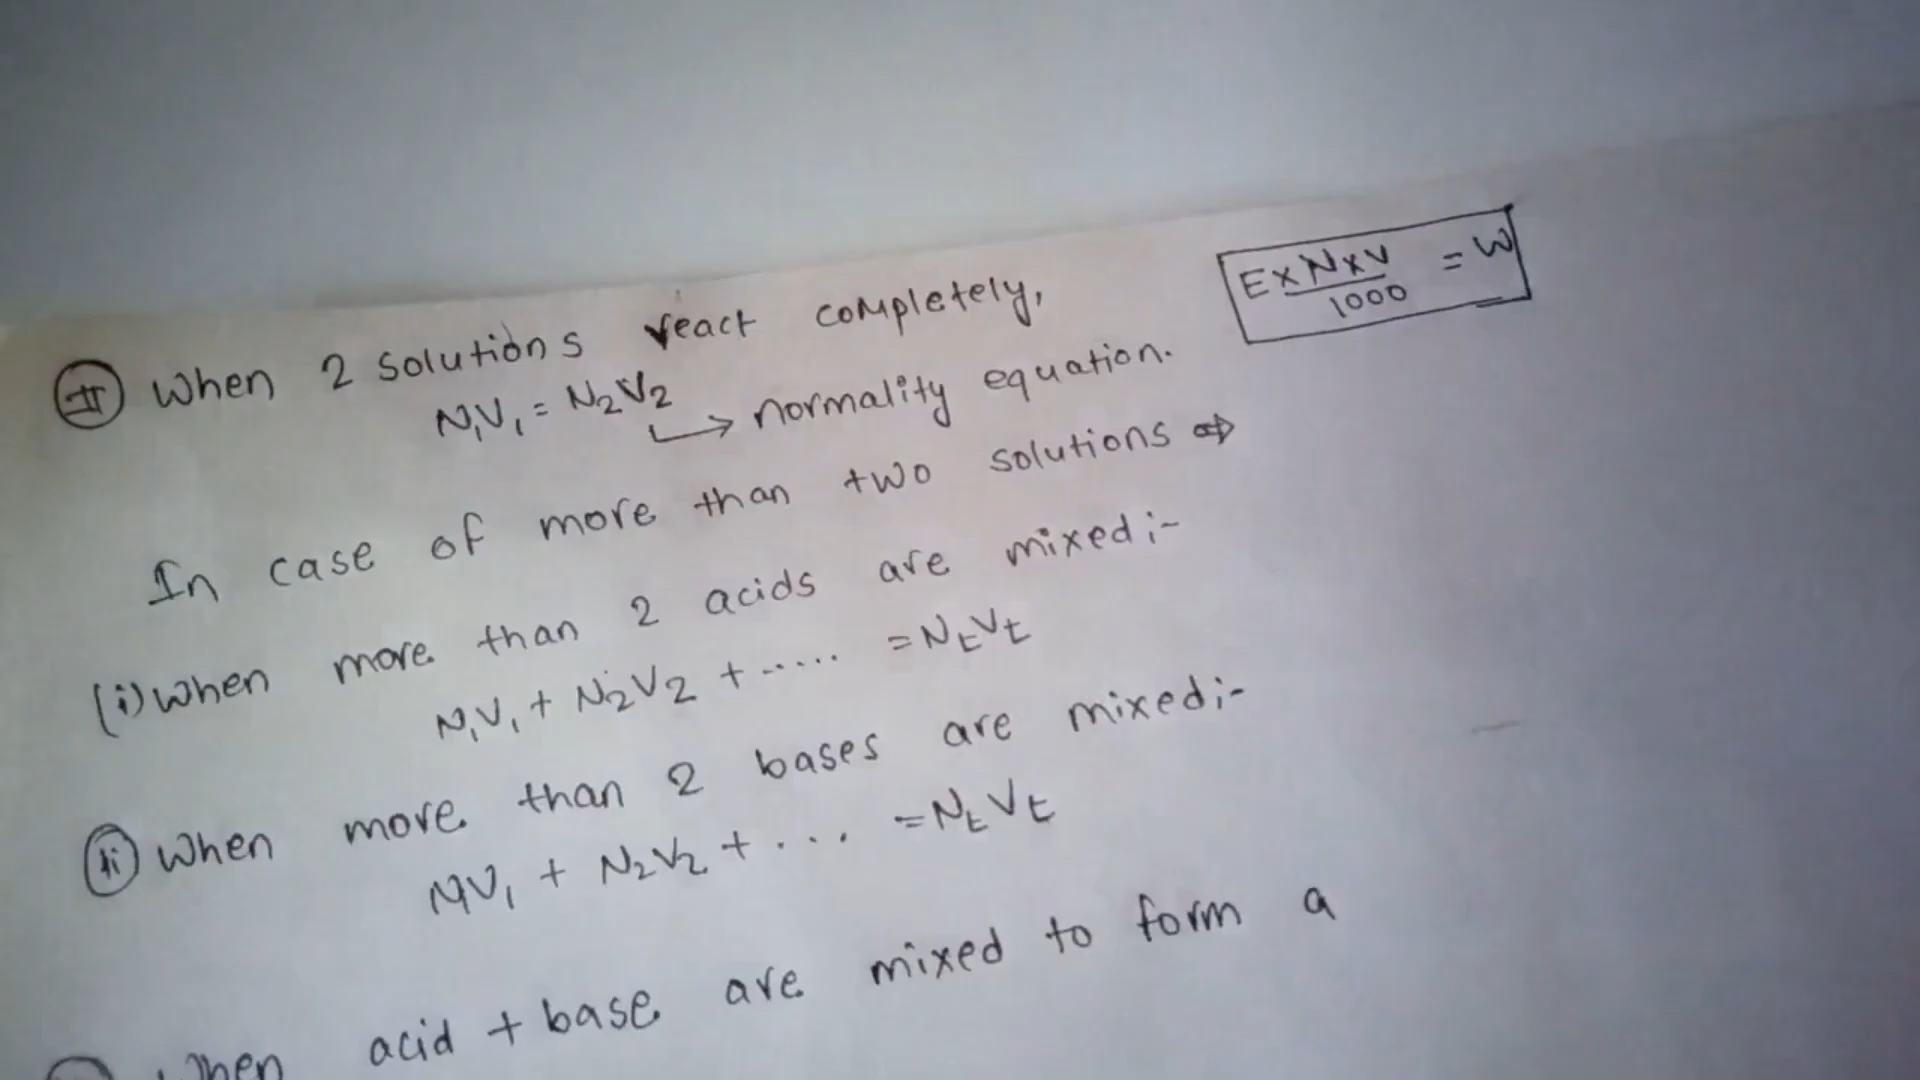 E×N×V/1000 = W
(II) When 2 solutions react completely,
N₁V₁ = N₂V₂
↳ normality equation.
In case of more than two solutions ⇒
(i) When more than 2 acids are mixed;-
N₁V₁ + N₂V₂ + ..... = NtVt
(ii) When more than 2 bases are mixed;-
N₁V₁ + N₂V₂ + ... = NtVt
When acid + base are mixed to form a